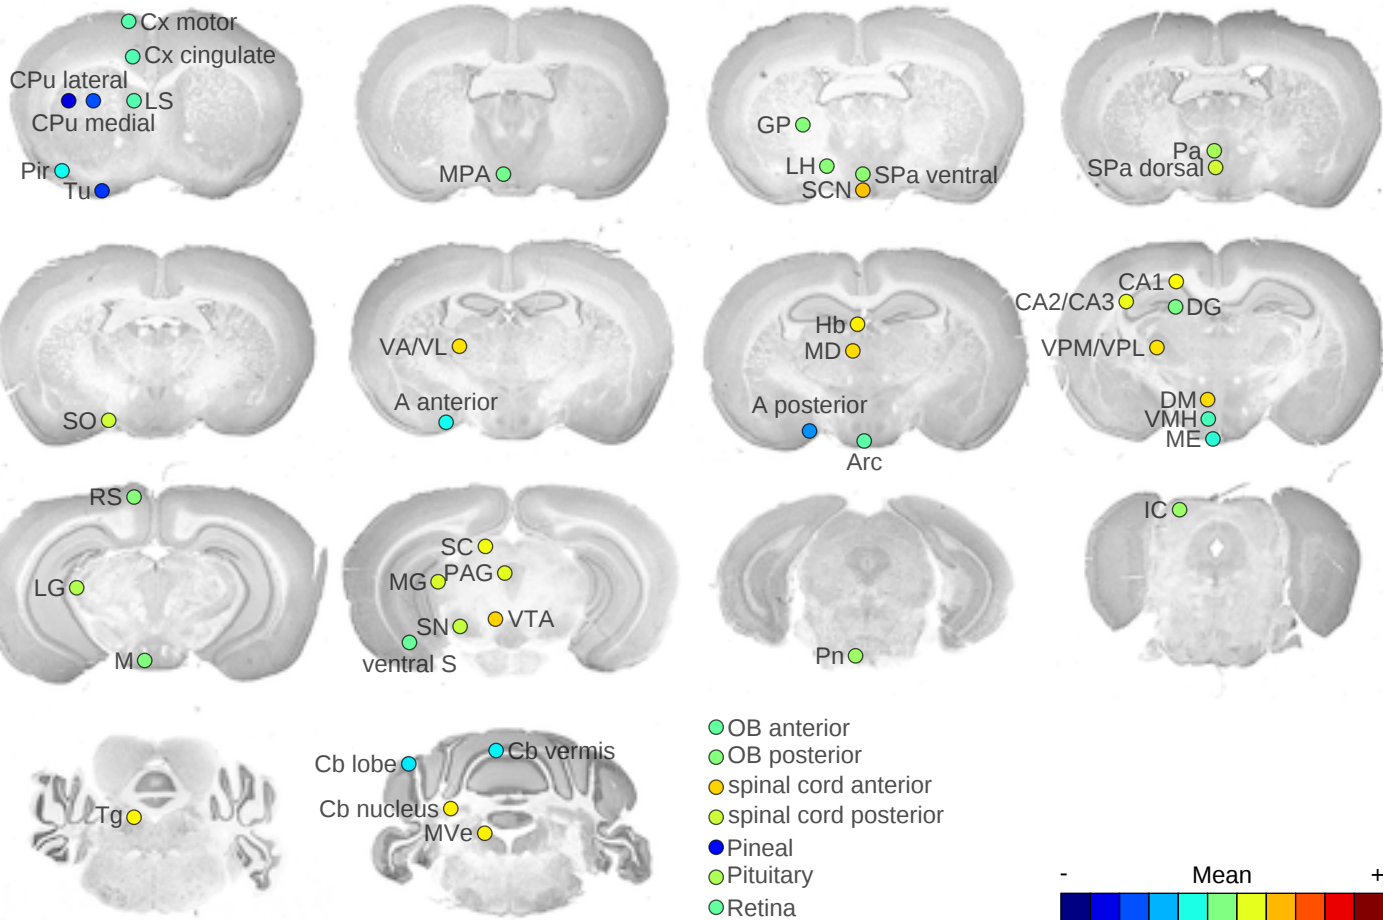 Cx motor
Cx cingulate
CPu lateral
LS
CPu medial
Pir
Tu
MPA
GP
LH
SPa ventral
SCN
Pa
SPa dorsal
SO
VA/VL
A anterior
Hb
MD
A posterior
Arc
CA1
CA2/CA3
DG
VPM/VPL
DM
VMH
ME
RS
LG
M
SC
PAG
MG
VTA
SN
ventral S
Pn
IC
Tg
Cb vermis
Cb lobe
Cb nucleus
MVe
OB anterior
OB posterior
spinal cord anterior
spinal cord posterior
Pineal
Pituitary
Retina
- Mean +